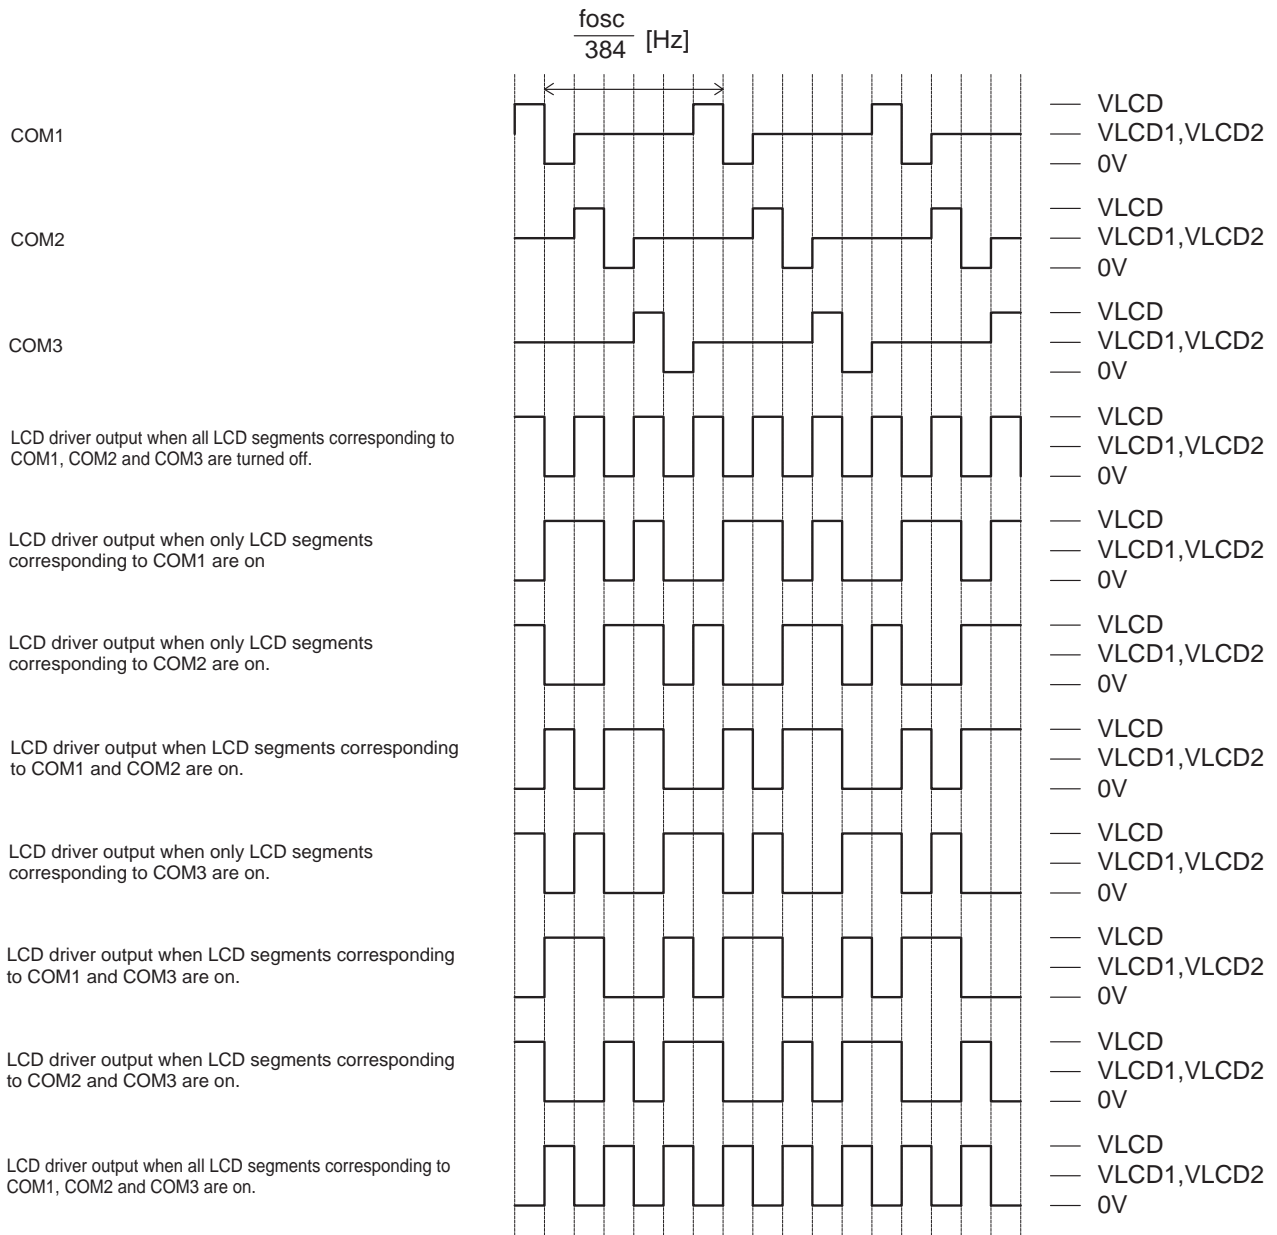 fosc
384 [Hz]
COM1
VLCD
VLCD1,VLCD2
0V
COM2
VLCD
VLCD1,VLCD2
0V
COM3
VLCD
VLCD1,VLCD2
0V
LCD driver output when all LCD segments corresponding to
COM1, COM2 and COM3 are turned off.
VLCD
VLCD1,VLCD2
0V
LCD driver output when only LCD segments
corresponding to COM1 are on
VLCD
VLCD1,VLCD2
0V
LCD driver output when only LCD segments
corresponding to COM2 are on.
VLCD
VLCD1,VLCD2
0V
LCD driver output when LCD segments corresponding
to COM1 and COM2 are on.
VLCD
VLCD1,VLCD2
0V
LCD driver output when only LCD segments
corresponding to COM3 are on.
VLCD
VLCD1,VLCD2
0V
LCD driver output when LCD segments corresponding
to COM1 and COM3 are on.
VLCD
VLCD1,VLCD2
0V
LCD driver output when LCD segments corresponding
to COM2 and COM3 are on.
VLCD
VLCD1,VLCD2
0V
LCD driver output when all LCD segments corresponding to
COM1, COM2 and COM3 are on.
VLCD
VLCD1,VLCD2
0V